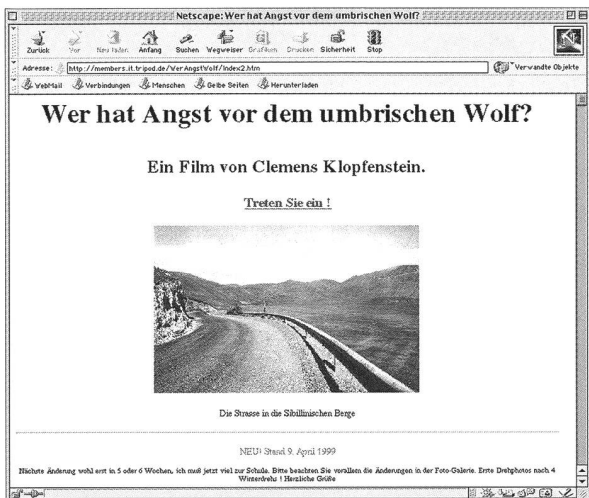 Netscape: Wer hat Angst vor dem umbrischen Wolf?
Zurück Vor Neu laden Anfang Suchen Wegweiser Grafiken Drucken Sicherheit Stop
Adresse: http://members.it.tripod.de/WerAngstWolf/index2.htm Verwandte Objekte
WebMail Verbindungen Menschen Gelbe Seiten Herunterladen
Wer hat Angst vor dem umbrischen Wolf?
Ein Film von Clemens Klopfenstein.
Treten Sie ein !
Die Strasse in die Sibillinischen Berge
NEU! Stand 9. April 1999
Nächste Änderung wohl erst in 5 oder 6 Wochen, ich muß jetzt viel zur Schule. Bitte beachten Sie vorallem die Änderungen in der Foto-Galerie. Erste Drehphotos nach 4
Winterdrehs ! Herzliche Grüße